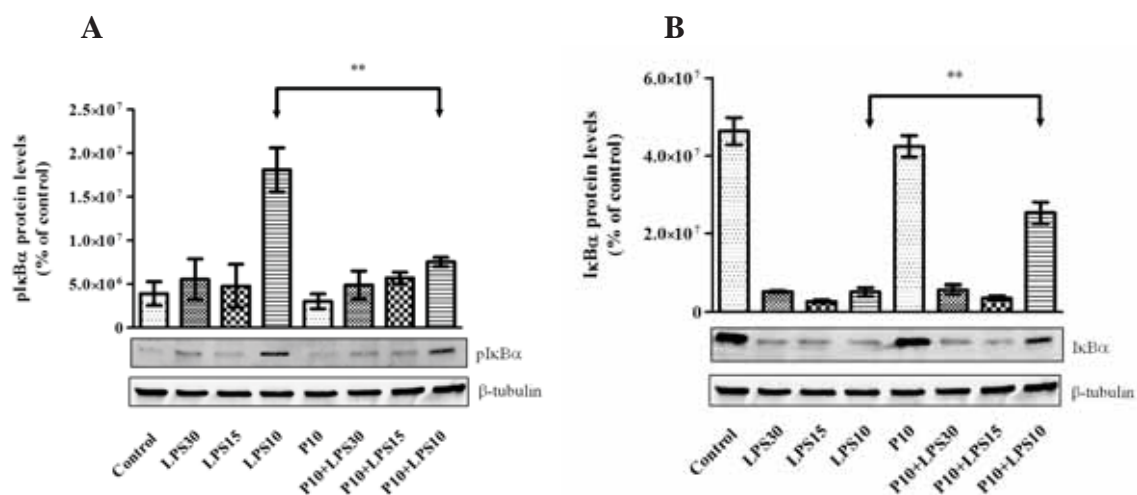 A
pIκBα protein levels
(% of control)
2.5×10⁷
2.0×10⁷
1.5×10⁷
1.0×10⁷
5.0×10⁶
0
**
pIκBα
β-tubulin
Control
LPS30
LPS15
LPS10
P10
P10+LPS30
P10+LPS15
P10+LPS10
B
IκBα protein levels
(% of control)
6.0×10⁷
4.0×10⁷
2.0×10⁷
0
**
IκBα
β-tubulin
Control
LPS30
LPS15
LPS10
P10
P10+LPS30
P10+LPS15
P10+LPS10